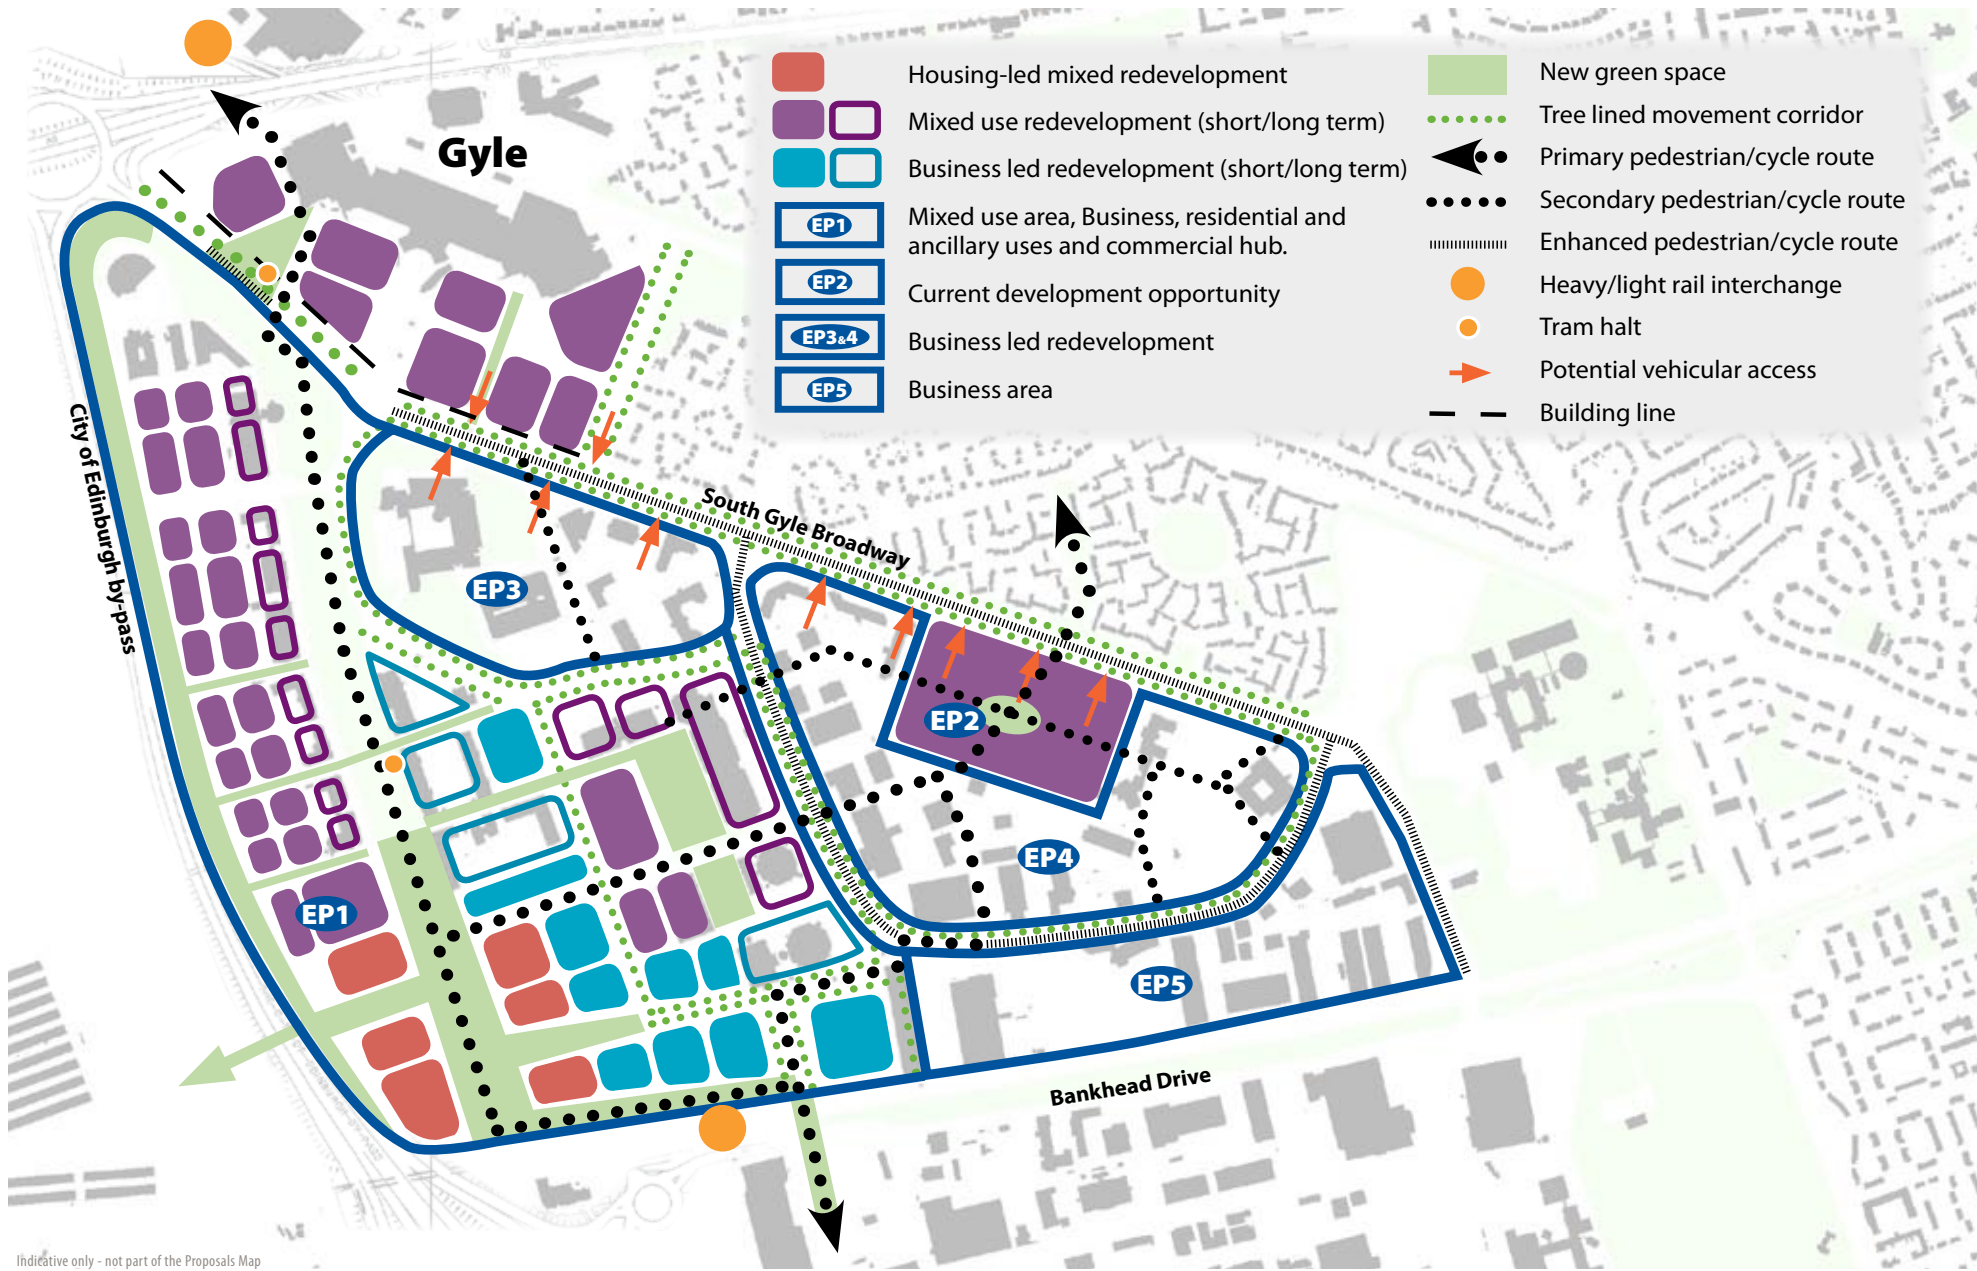 Gyle
Housing-led mixed redevelopment
Mixed use redevelopment (short/long term)
Business led redevelopment (short/long term)
EP1
Mixed use area, Business, residential and
ancillary uses and commercial hub.
EP2
Current development opportunity
EP3&4
Business led redevelopment
EP5
Business area
New green space
Tree lined movement corridor
Primary pedestrian/cycle route
Secondary pedestrian/cycle route
Enhanced pedestrian/cycle route
Heavy/light rail interchange
Tram halt
Potential vehicular access
Building line
City of Edinburgh by-pass
South Gyle Broadway
EP3
EP2
EP4
EP1
EP5
Bankhead Drive
Indicative only - not part of the Proposals Map